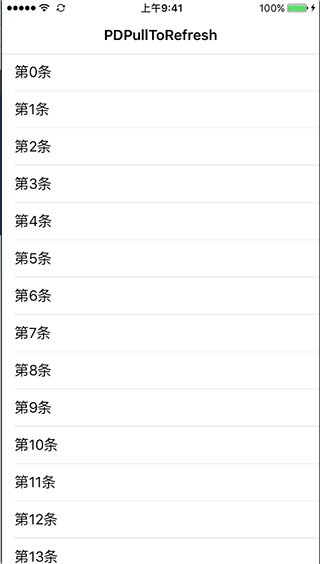 上午9:41 100%
PDPullToRefresh
第0条
第1条
第2条
第3条
第4条
第5条
第6条
第7条
第8条
第9条
第10条
第11条
第12条
第13条